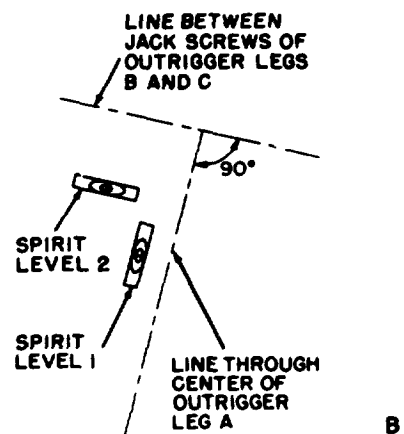 LINE BETWEEN
JACK SCREWS OF
OUTRIGGER LEGS
B AND C
90°
SPIRIT
LEVEL 2
SPIRIT
LEVEL 1
LINE THROUGH
CENTER OF
OUTRIGGER
LEG A
B